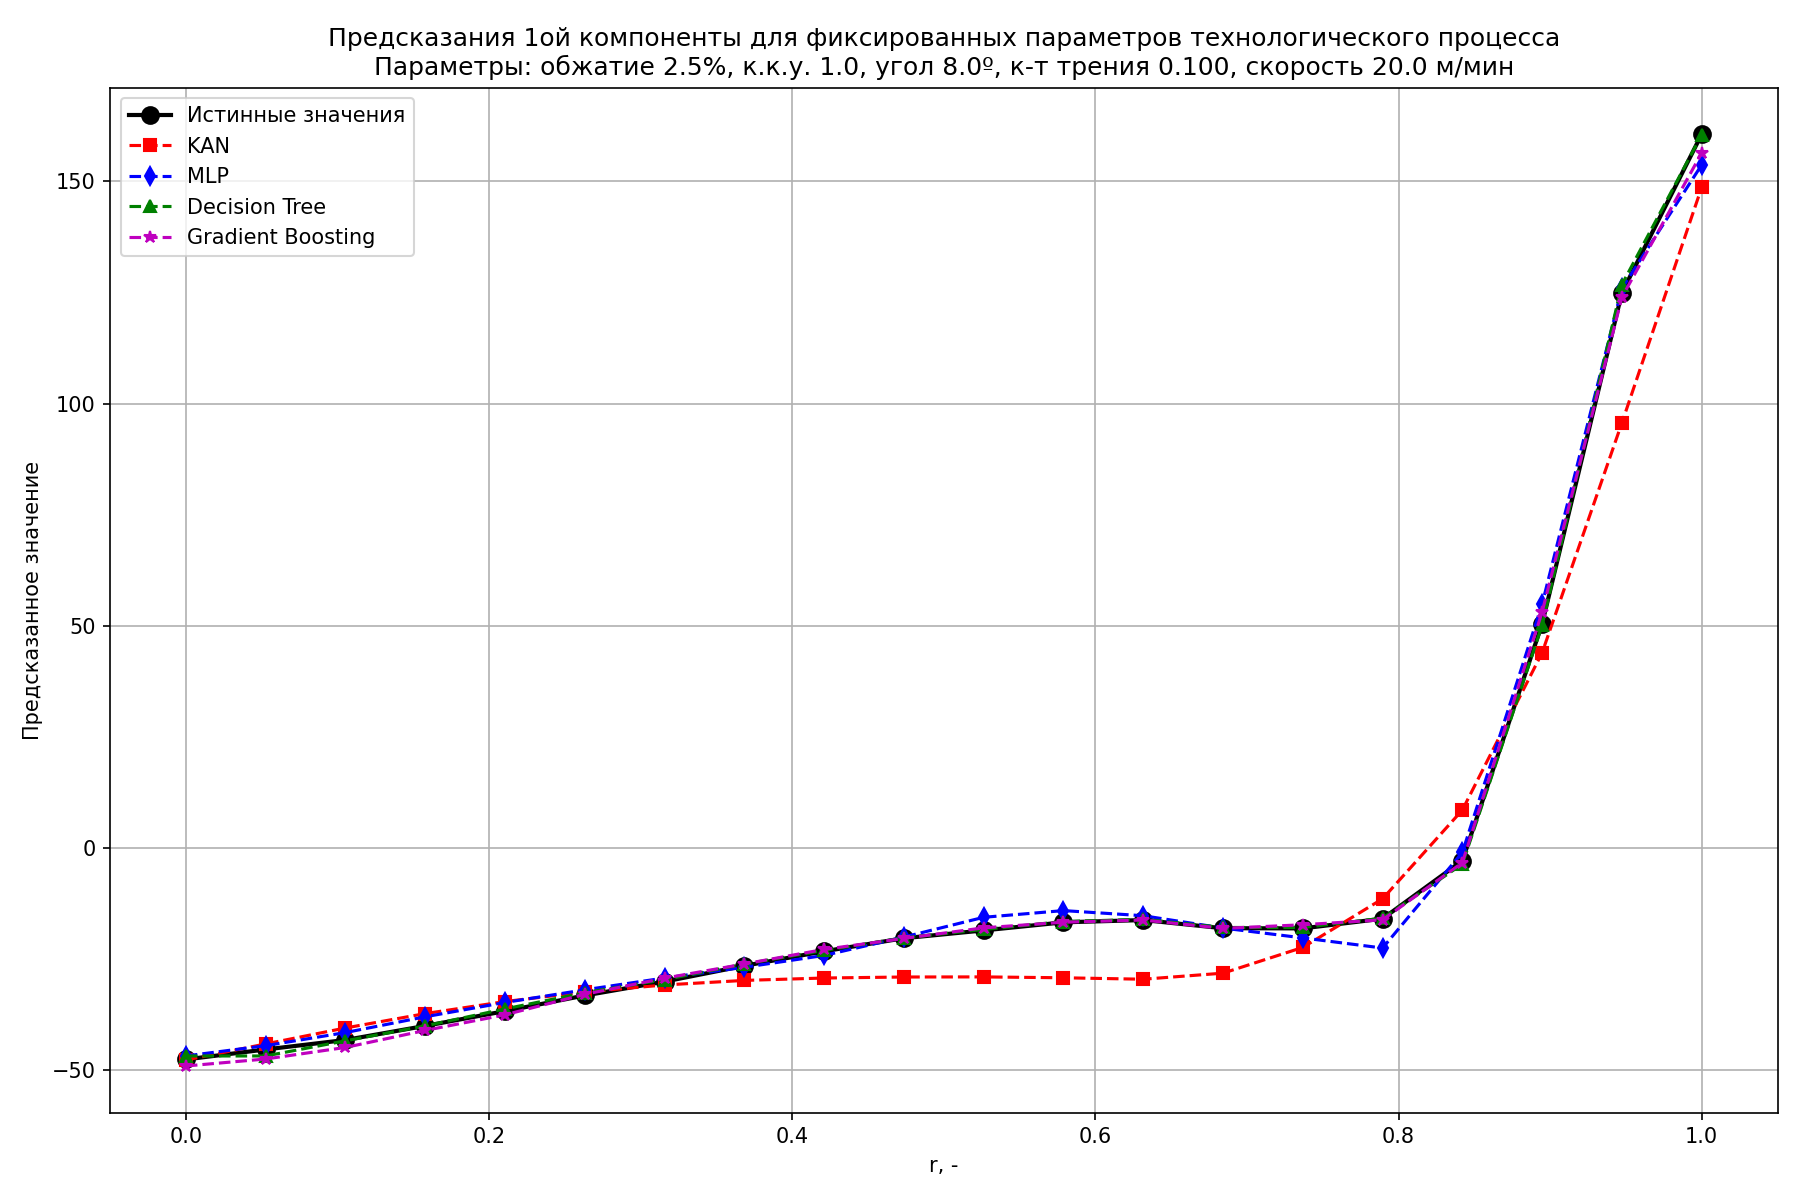 Предсказания 1ой компоненты для фиксированных параметров технологического процесса
Параметры: обжатие 2.5%, к.к.у. 1.0, угол 8.0º, к-т трения 0.100, скорость 20.0 м/мин
Истинные значения
KAN
MLP
Decision Tree
Gradient Boosting
Предсказанное значение
150
100
50
0
−50
0.0 0.2 0.4 0.6 0.8 1.0
r, -